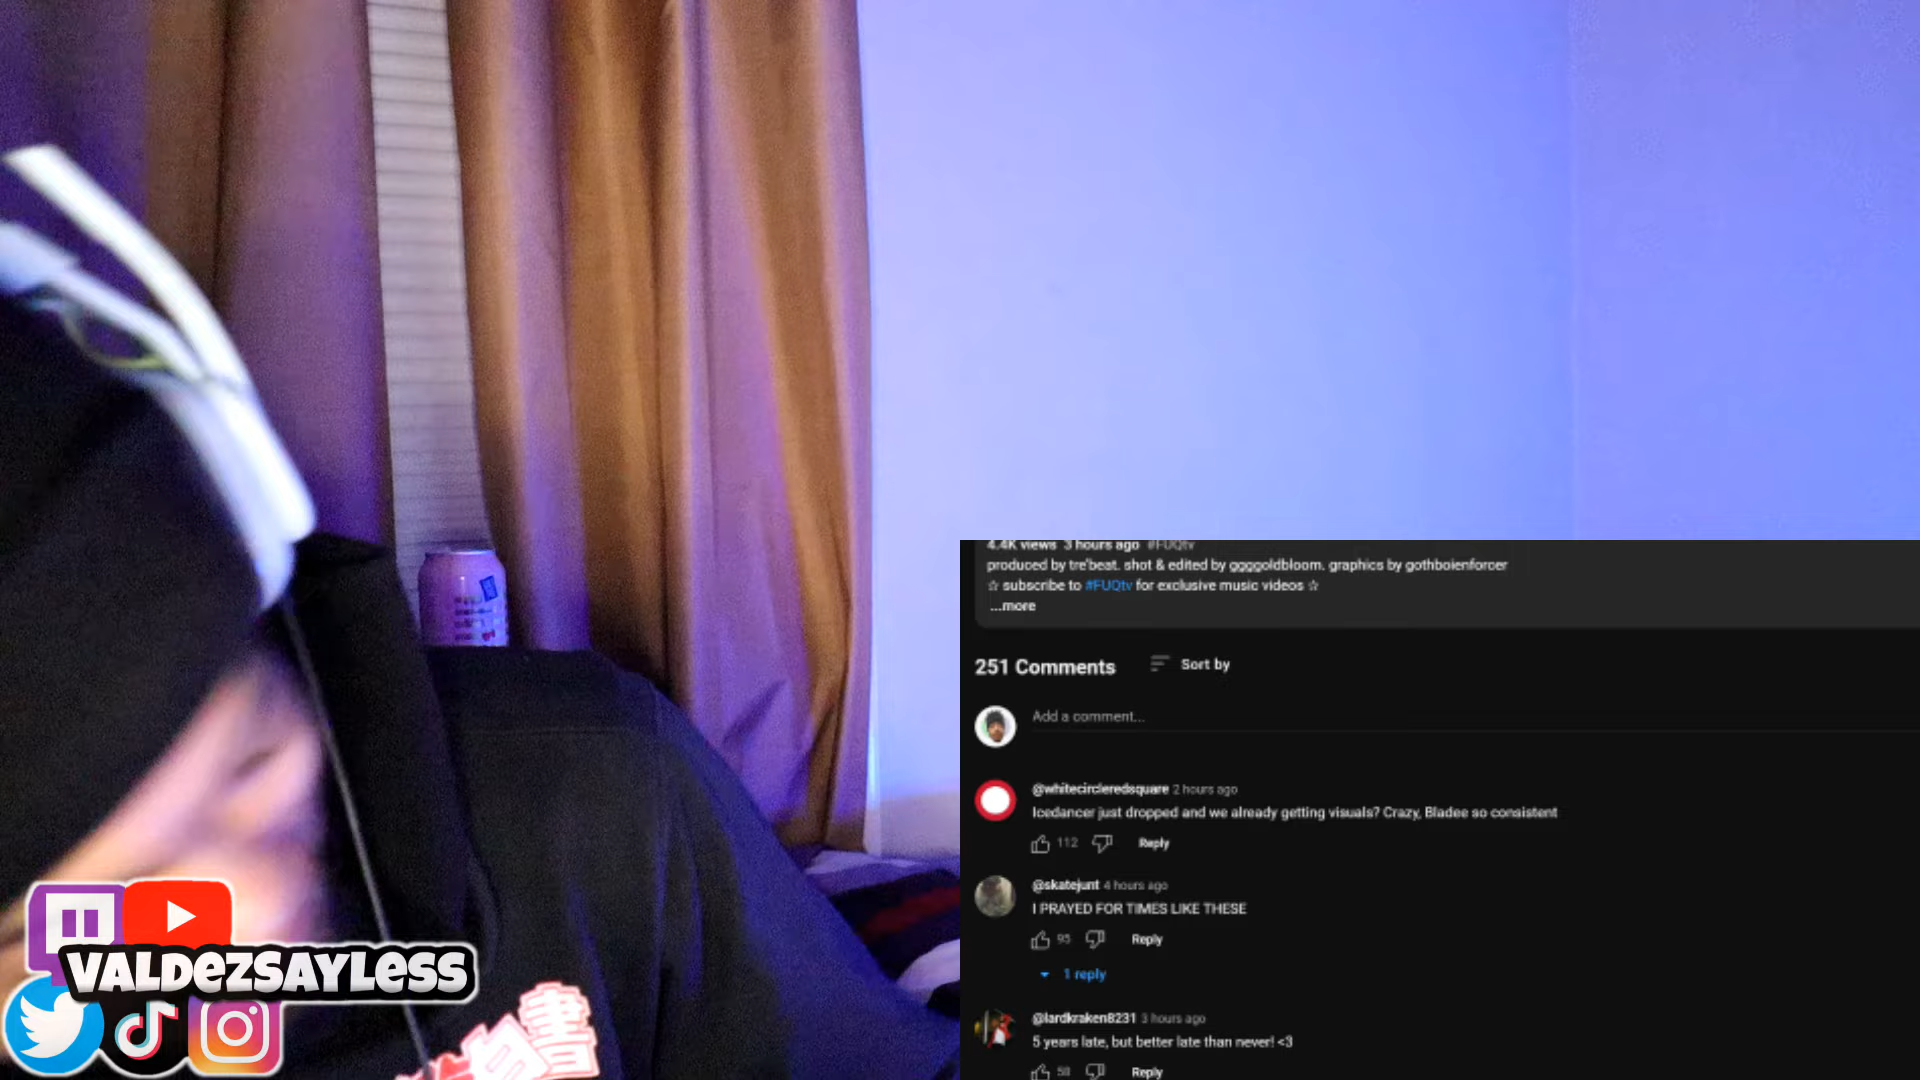 4.4K views 3 hours ago #FUQtv
produced by tre'beat. shot & edited by ggggoldbloom. graphics by gothboienforcer
☆ subscribe to #FUQtv for exclusive music videos ☆
...more
251 Comments
Sort by
Add a comment...
@whitecircleredsquare 2 hours ago
Icedancer just dropped and we already getting visuals? Crazy, Bladee so consistent
112 Reply
@skatejunt 4 hours ago
I PRAYED FOR TIMES LIKE THESE
95 Reply
1 reply
@lardkraken8231 3 hours ago
5 years late, but better late than never! <3
58 Reply
VALDEZSAYLESS
白書